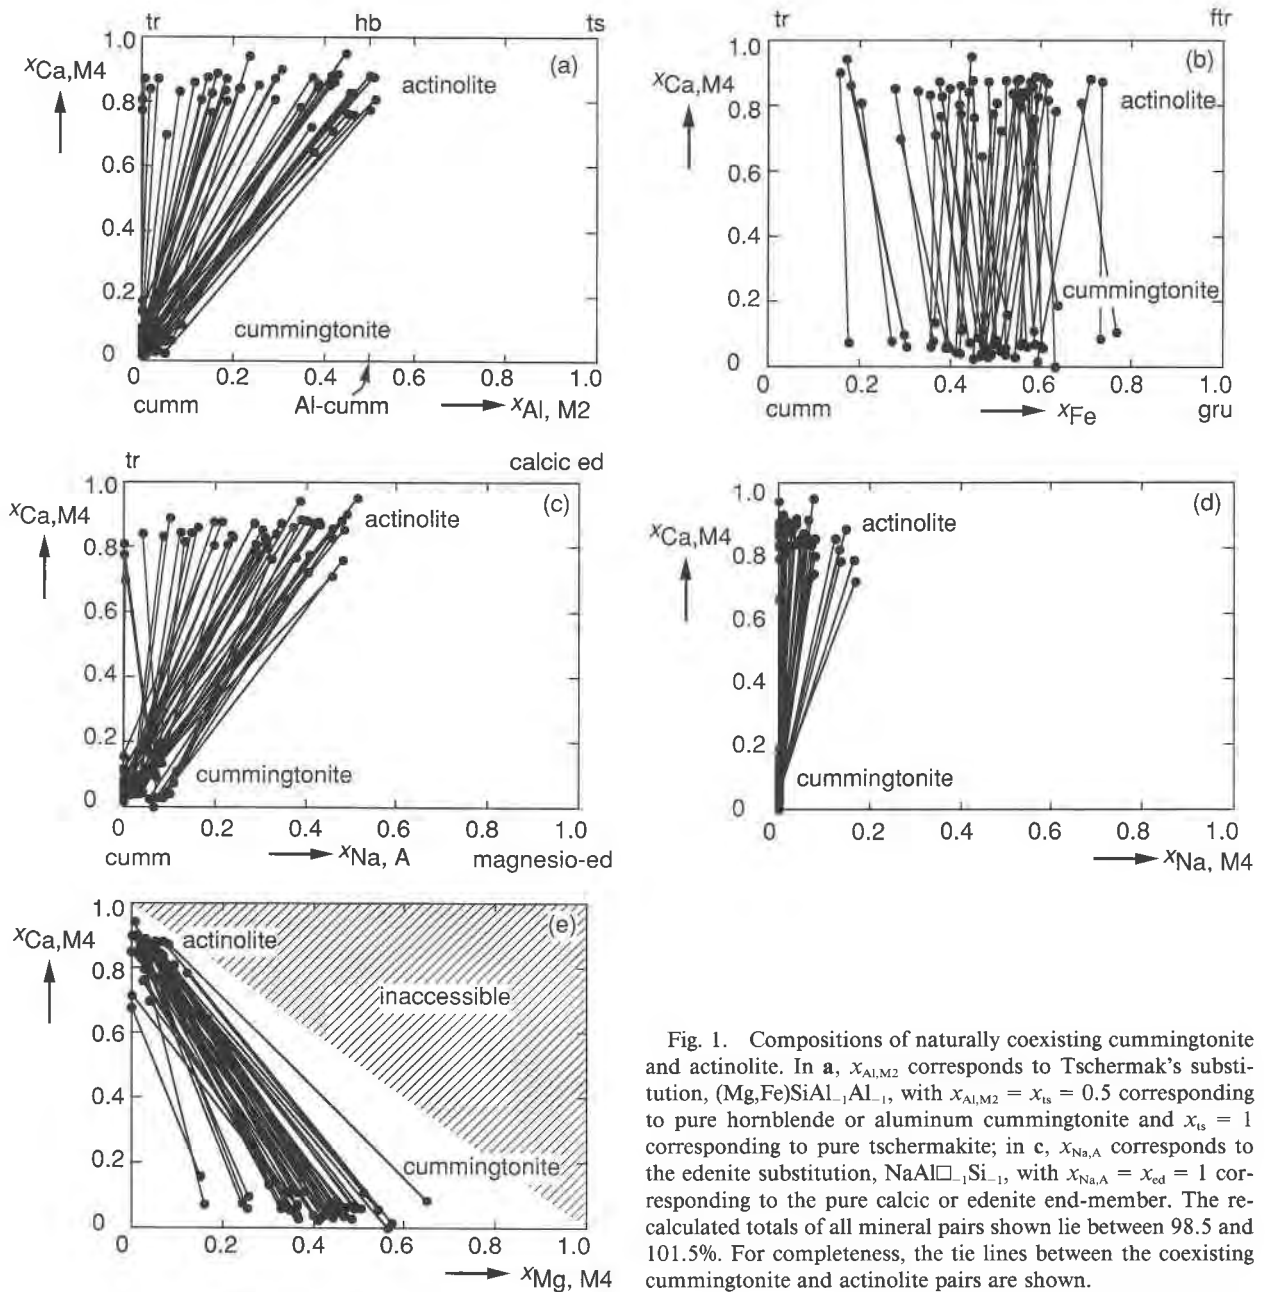 tr hb ts
1.0
xCa,M4
(a)
actinolite
0.8
0.6
0.4
0.2
cummingtonite
0
0 0.2 0.4 0.6 0.8 1.0
cumm Al-cumm xAl, M2
tr ftr
1.0
xCa,M4
(b)
0.8
actinolite
0.6
0.4
cummingtonite
0.2
0
0 0.2 0.4 0.6 0.8 1.0
cumm xFe gru
tr calcic ed
1.0
xCa,M4
(c)
actinolite
0.8
0.6
0.4
0.2
cummingtonite
0
0 0.2 0.4 0.6 0.8 1.0
cumm xNa, A magnesio-ed
1.0
(d)
xCa,M4
actinolite
0.8
0.6
0.4
0.2
cummingtonite
0
0 0.2 0.4 0.6 0.8 1.0
xNa, M4
1.0
xCa,M4
(e)
actinolite
0.8
inaccessible
0.6
0.4
0.2
cummingtonite
0
0 0.2 0.4 0.6 0.8 1.0
xMg, M4
Fig. 1. Compositions of naturally coexisting cummingtonite
and actinolite. In a, xAl,M2 corresponds to Tschermak's substi-
tution, (Mg,Fe)SiAl₋₁Al₋₁, with xAl,M2 = xts = 0.5 corresponding
to pure hornblende or aluminum cummingtonite and xts = 1
corresponding to pure tschermakite; in c, xNa,A corresponds to
the edenite substitution, NaAl□₋₁Si₋₁, with xNa,A = xed = 1 cor-
responding to the pure calcic or edenite end-member. The re-
calculated totals of all mineral pairs shown lie between 98.5 and
101.5%. For completeness, the tie lines between the coexisting
cummingtonite and actinolite pairs are shown.